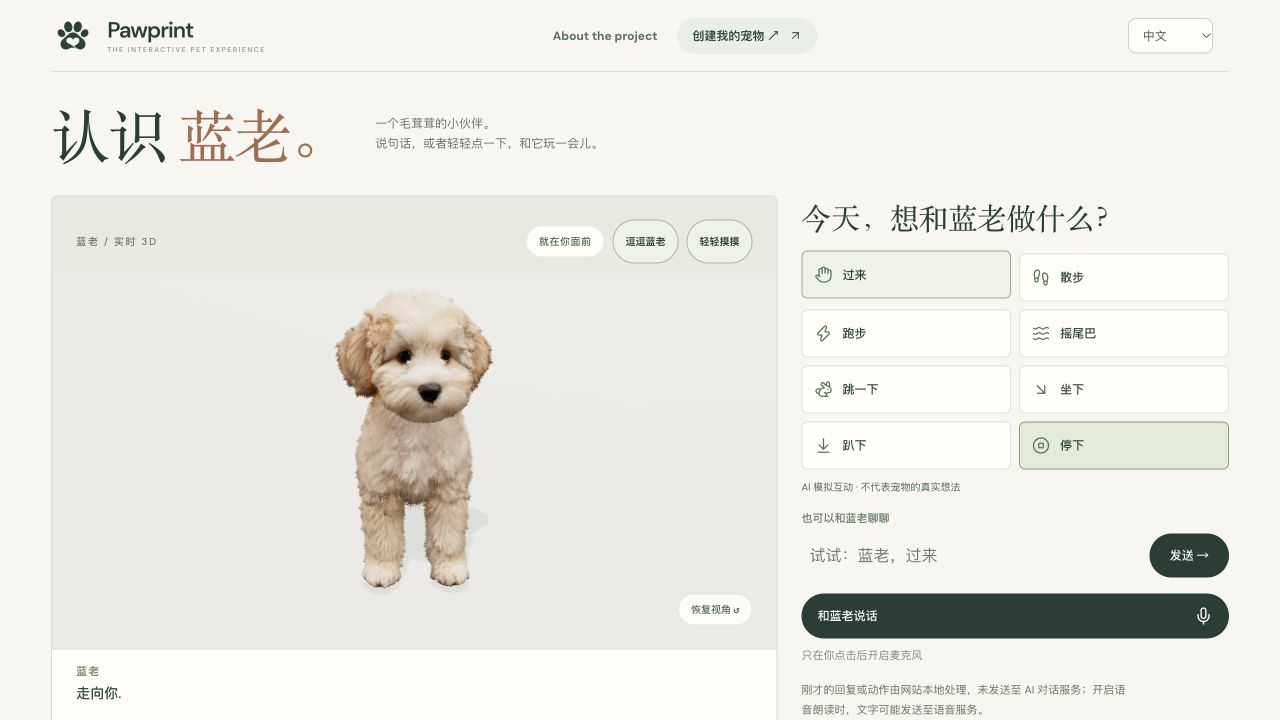 Pawprint
THE INTERACTIVE PET EXPERIENCE
About the project
创建我的宠物 ↗ ↗
中文
认识 蓝老。
一个毛茸茸的小伙伴。
说句话，或者轻轻点一下，和它玩一会儿。
蓝老 / 实时 3D
就在你面前
逗逗蓝老
轻轻摸摸
恢复视角 ↺
蓝老
走向你.
今天，想和蓝老做什么?
过来
散步
跑步
摇尾巴
跳一下
坐下
趴下
停下
AI 模拟互动 · 不代表宠物的真实想法
也可以和蓝老聊聊
试试：蓝老，过来
发送 →
和蓝老说话
只在你点击后开启麦克风
刚才的回复或动作由网站本地处理，未发送至 AI 对话服务；开启语
音朗读时，文字可能发送至语音服务。